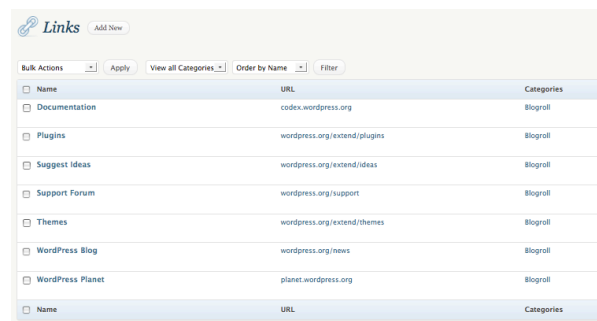 Links Add New
Bulk Actions Apply View all Categories Order by Name Filter
Name URL Categories
Documentation codex.wordpress.org Blogroll
Plugins wordpress.org/extend/plugins Blogroll
Suggest Ideas wordpress.org/extend/ideas Blogroll
Support Forum wordpress.org/support Blogroll
Themes wordpress.org/extend/themes Blogroll
WordPress Blog wordpress.org/news Blogroll
WordPress Planet planet.wordpress.org Blogroll
Name URL Categories